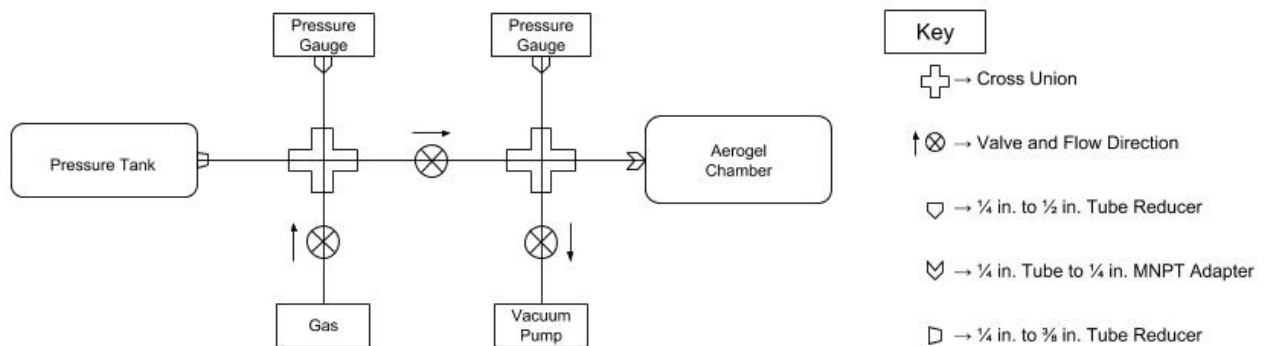 Pressure
Gauge
Pressure
Gauge
Pressure Tank
Aerogel
Chamber
Gas
Vacuum
Pump
Key
→ Cross Union
→ Valve and Flow Direction
→ ¼ in. to ½ in. Tube Reducer
→ ¼ in. Tube to ¼ in. MNPT Adapter
→ ¼ in. to ⅜ in. Tube Reducer